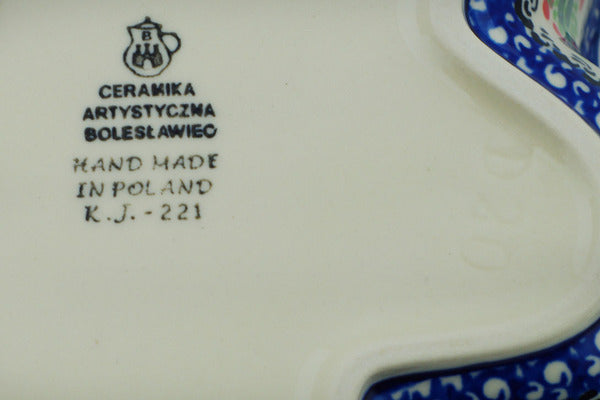 B
CERAMIKA
ARTYSTYCZNA
BOLESŁAWIEC
HAND MADE
IN POLAND
K.J.-221